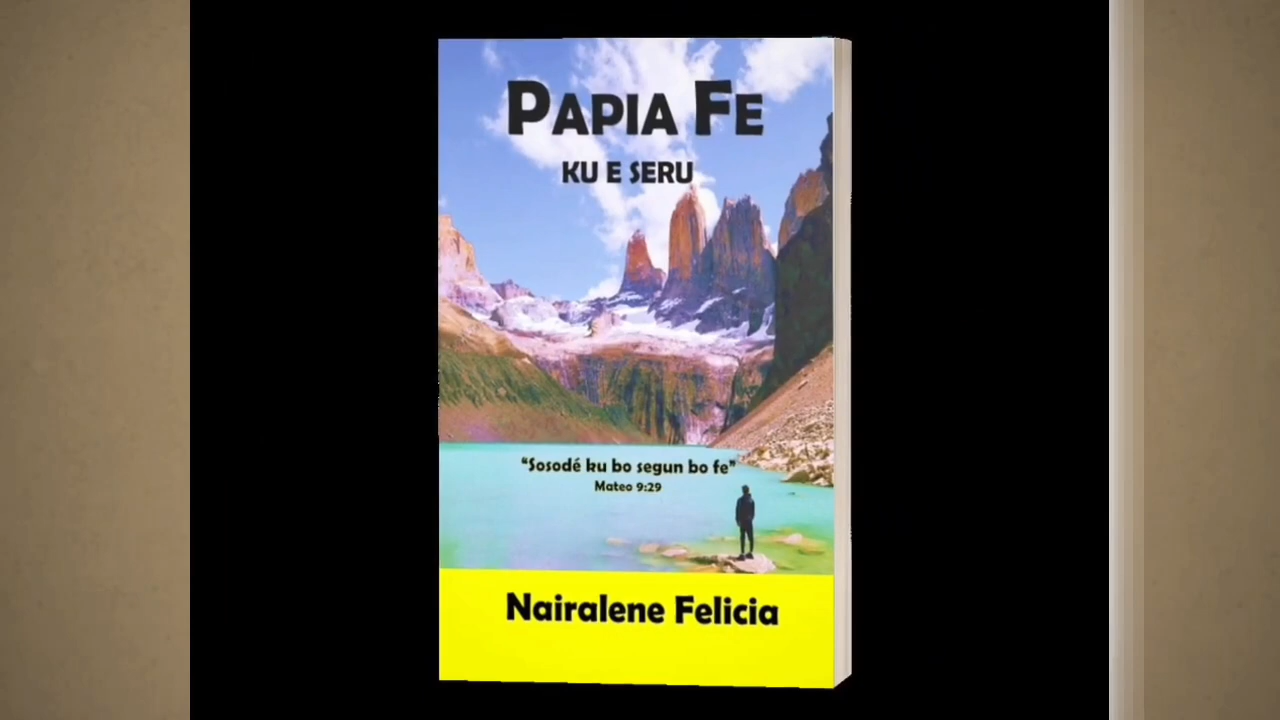 PAPIA FE
KU E SERU
“Sosodé ku bo segun bo fe”
Mateo 9:29
Nairalene Felicia